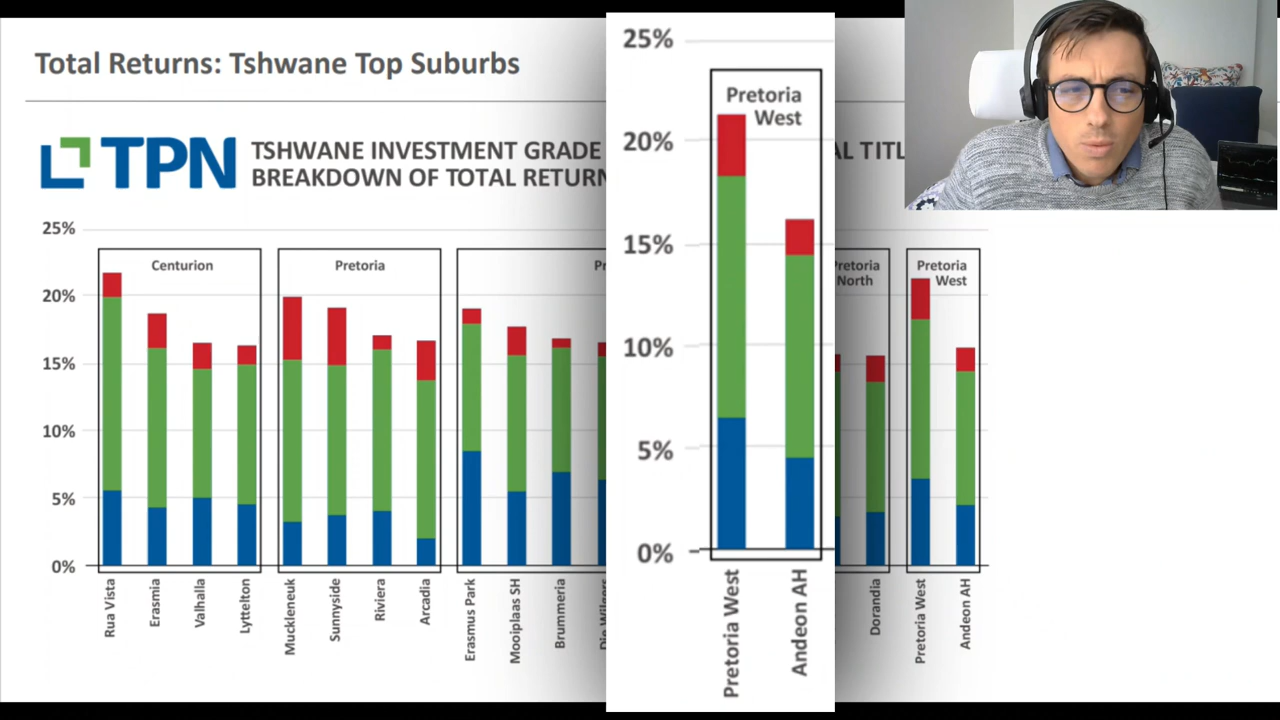 Total Returns: Tshwane Top Suburbs
TPN
TSHWANE INVESTMENT GRADE
BREAKDOWN OF TOTAL RETURN
25%
20%
15%
10%
5%
0%
Centurion
Pretoria
Rua Vista
Erasmia
Valhalla
Lyttelton
Muckleneuk
Sunnyside
Riviera
Arcadia
Erasmus Park
Mooiplaas SH
Brummeria
25%
20%
15%
10%
5%
0%
Pretoria
West
Pretoria West
Andeon AH
Pretoria
North
Pretoria
West
Dorandia
Pretoria West
Andeon AH